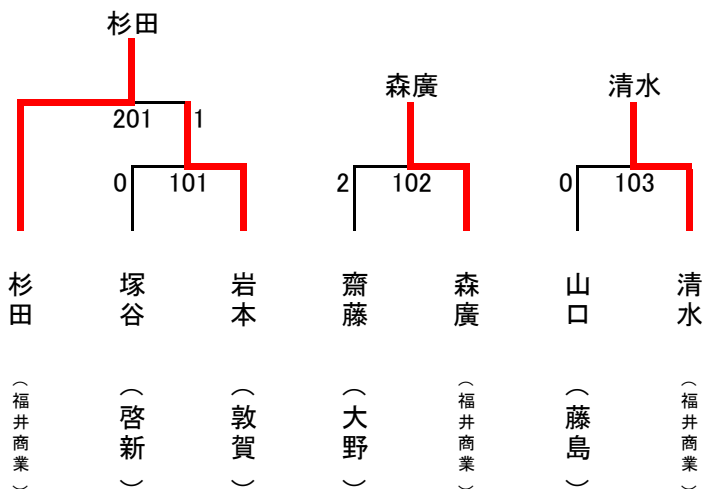 杉田
森廣
清水
201 1
0 101
2 102
0 103
杉田
塚谷
岩本
齋藤
森廣
山口
清水
（福井商業）
（啓新）
（敦賀）
（大野）
（福井商業）
（藤島）
（福井商業）